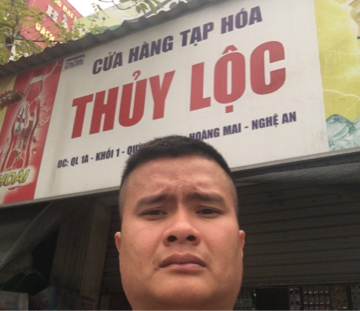 CỬA HÀNG TẠP HÓA
THỦY LỘC
ĐC: QL 1A - KHỐI 1 - HOÀNG MAI - NGHỆ AN